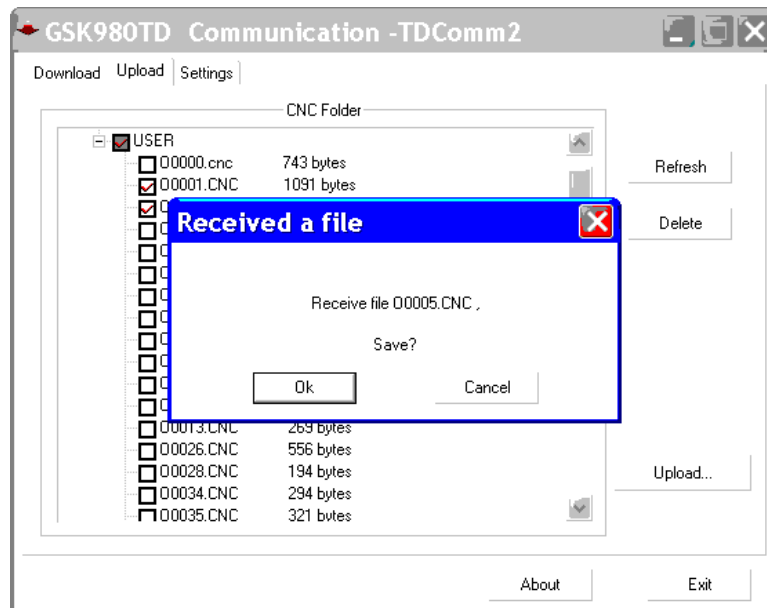 GSK980TD Communication -TDComm2
Download Upload Settings
CNC Folder
USER
O0000.cnc 743 bytes
O0001.CNC 1091 bytes
Refresh
Delete
Received a file
Receive file O0005.CNC ,
Save?
Ok Cancel
O0013.CNC 269 bytes
O0026.CNC 556 bytes
O0028.CNC 194 bytes
O0034.CNC 294 bytes
O0035.CNC 321 bytes
Upload...
About Exit